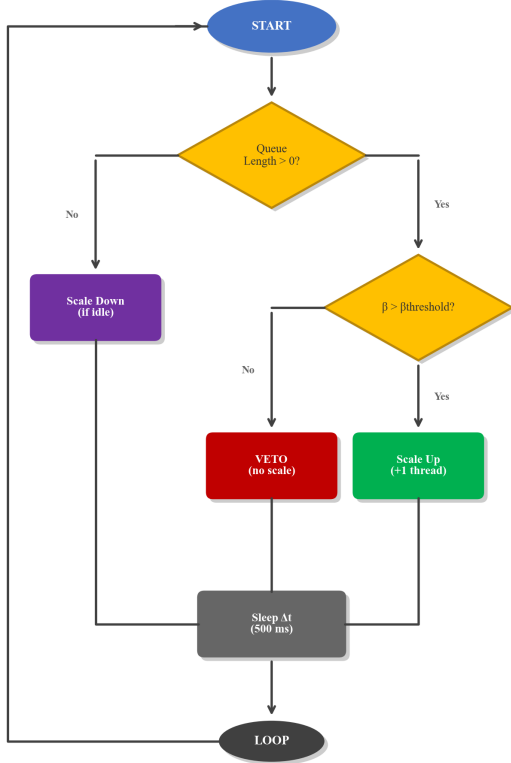 START
Queue
Length > 0?
No
Yes
Scale Down
(if idle)
β > βthreshold?
No
Yes
VETO
(no scale)
Scale Up
(+1 thread)
Sleep Δt
(500 ms)
LOOP